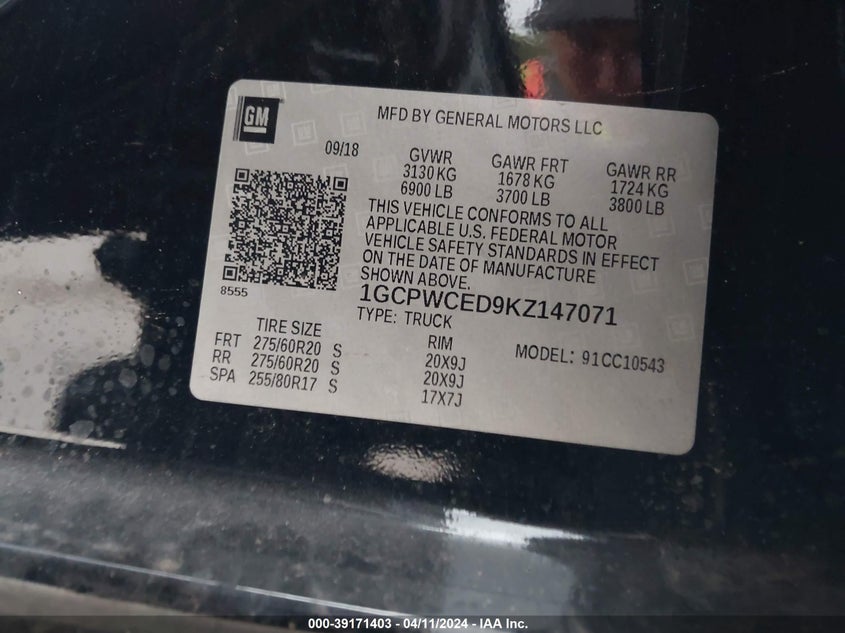 GM
MFD BY GENERAL MOTORS LLC
09/18
GVWR GAWR FRT GAWR RR
3130 KG 1678 KG 1724 KG
6900 LB 3700 LB 3800 LB
THIS VEHICLE CONFORMS TO ALL
APPLICABLE U.S. FEDERAL MOTOR
VEHICLE SAFETY STANDARDS IN EFFECT
ON THE DATE OF MANUFACTURE
SHOWN ABOVE.
8555
1GCPWCED9KZ147071
TYPE: TRUCK
TIRE SIZE RIM MODEL: 91CC10543
FRT 275/60R20 S 20X9J
RR 275/60R20 S 20X9J
SPA 255/80R17 S 17X7J
000-39171403 - 04/11/2024 - IAA Inc.